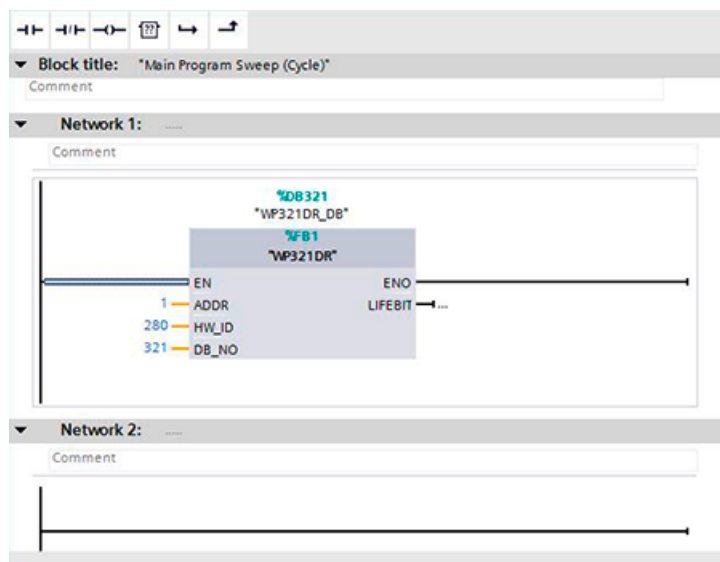 ??
Block title: "Main Program Sweep (Cycle)"
Comment
Network 1: .....
Comment
%DB321
"WP321DR_DB"
%FB1
"WP321DR"
EN ENO
1 ADDR LIFEBIT ...
280 HW_ID
321 DB_NO
Network 2: .....
Comment